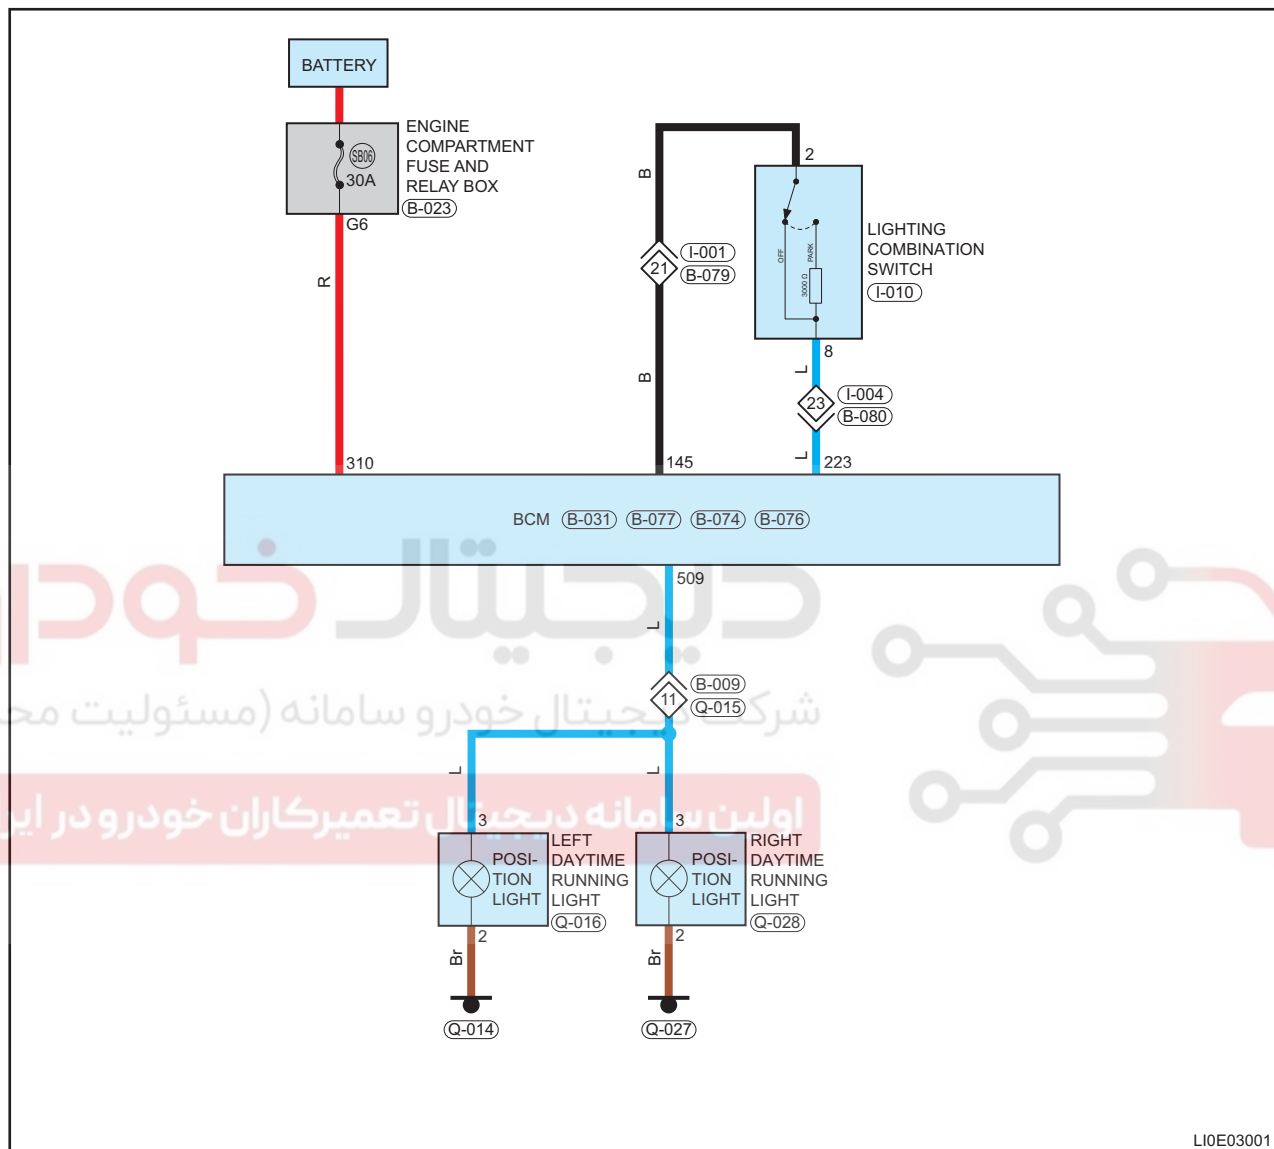 BATTERY
ENGINE
COMPARTMENT
FUSE AND
RELAY BOX
B-023
SB06
30A
G6
R
310
B
2
I-001
B-079
21
B
145
OFF
PARK
3000 Ω
LIGHTING
COMBINATION
SWITCH
I-010
8
L
23
I-004
B-080
L
223
BCM B-031 B-077 B-074 B-076
509
L
دیجیتال خودر
B-009
Q-015
11
شرکت دیجیتال خودرو سامانه (مسئولیت مح
L
L
اولین سامانه دیجیتال تعمیرکاران خودرو در ایر
3
POSI-
TION
LIGHT
LEFT
DAYTIME
RUNNING
LIGHT
Q-016
2
Br
Q-014
3
POSI-
TION
LIGHT
RIGHT
DAYTIME
RUNNING
LIGHT
Q-028
2
Br
Q-027
LI0E03001